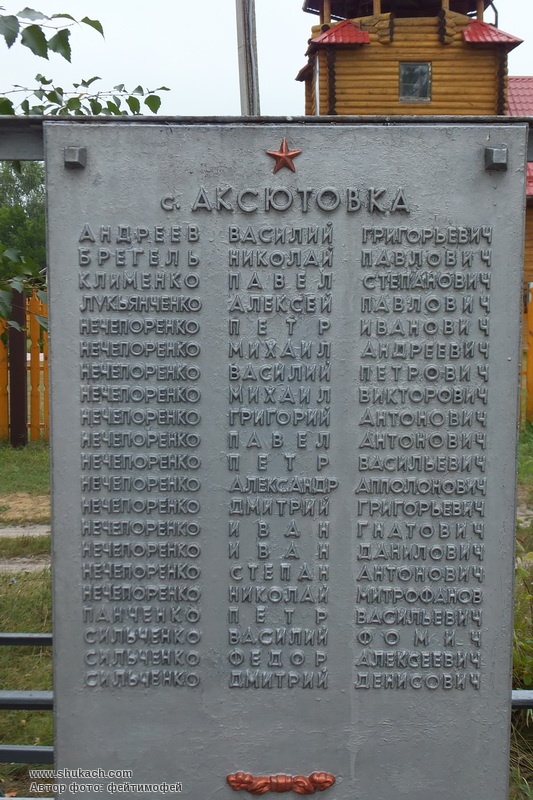 с. АКСЮТОВКА
АНДРЕЕВ ВАСИЛИЙ ГРИГОРЬЕВИЧ
БРЕГЕЛЬ НИКОЛАЙ ПАВЛОВИЧ
КЛИМЕНКО ПАВЕЛ СТЕПАНОВИЧ
ЛУКЬЯНЧЕНКО АЛЕКСЕЙ ПАВЛОВИЧ
НЕЧЕПОРЕНКО ПЕТР ИВАНОВИЧ
НЕЧЕПОРЕНКО МИХАИЛ АНДРЕЕВИЧ
НЕЧЕПОРЕНКО ВАСИЛИЙ ПЕТРОВИЧ
НЕЧЕПОРЕНКО МИХАИЛ ВИКТОРОВИЧ
НЕЧЕПОРЕНКО ГРИГОРИЙ АНТОНОВИЧ
НЕЧЕПОРЕНКО ПАВЕЛ АНТОНОВИЧ
НЕЧЕПОРЕНКО ПЕТР ВАСИЛЬЕВИЧ
НЕЧЕПОРЕНКО АЛЕКСАНДР АППОЛОНОВИЧ
НЕЧЕПОРЕНКО ДМИТРИЙ ГРИГОРЬЕВИЧ
НЕЧЕПОРЕНКО ИВАН ГНАТОВИЧ
НЕЧЕПОРЕНКО ИВАН ДАНИЛОВИЧ
НЕЧЕПОРЕНКО СТЕПАН АНТОНОВИЧ
НЕЧЕПОРЕНКО НИКОЛАЙ МИТРОФАНОВ
ПАНЧЕНКО ПЕТР ВАСИЛЬЕВИЧ
СИЛЬЧЕНКО ВАСИЛИЙ ФОМИЧ
СИЛЬЧЕНКО ФЕДОР АЛЕКСЕЕВИЧ
СИЛЬЧЕНКО ДМИТРИЙ ДЕНИСОВИЧ
www.shukach.com
Автор фото: фейтимофей